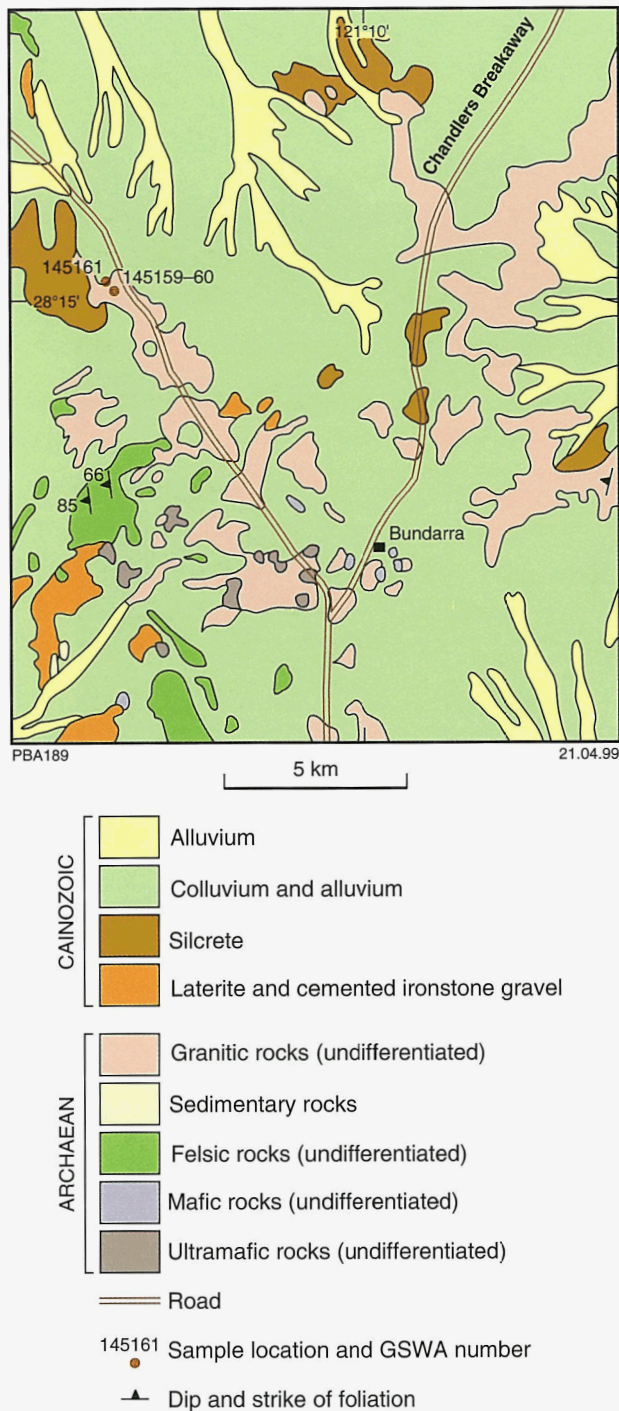 121°10'
Chandlers Breakaway
145161
145159–60
28°15'
66
85
Bundarra
PBA189
21.04.99
5 km
CAINOZOIC
Alluvium
Colluvium and alluvium
Silcrete
Laterite and cemented ironstone gravel
ARCHAEAN
Granitic rocks (undifferentiated)
Sedimentary rocks
Felsic rocks (undifferentiated)
Mafic rocks (undifferentiated)
Ultramafic rocks (undifferentiated)
Road
145161 Sample location and GSWA number
Dip and strike of foliation